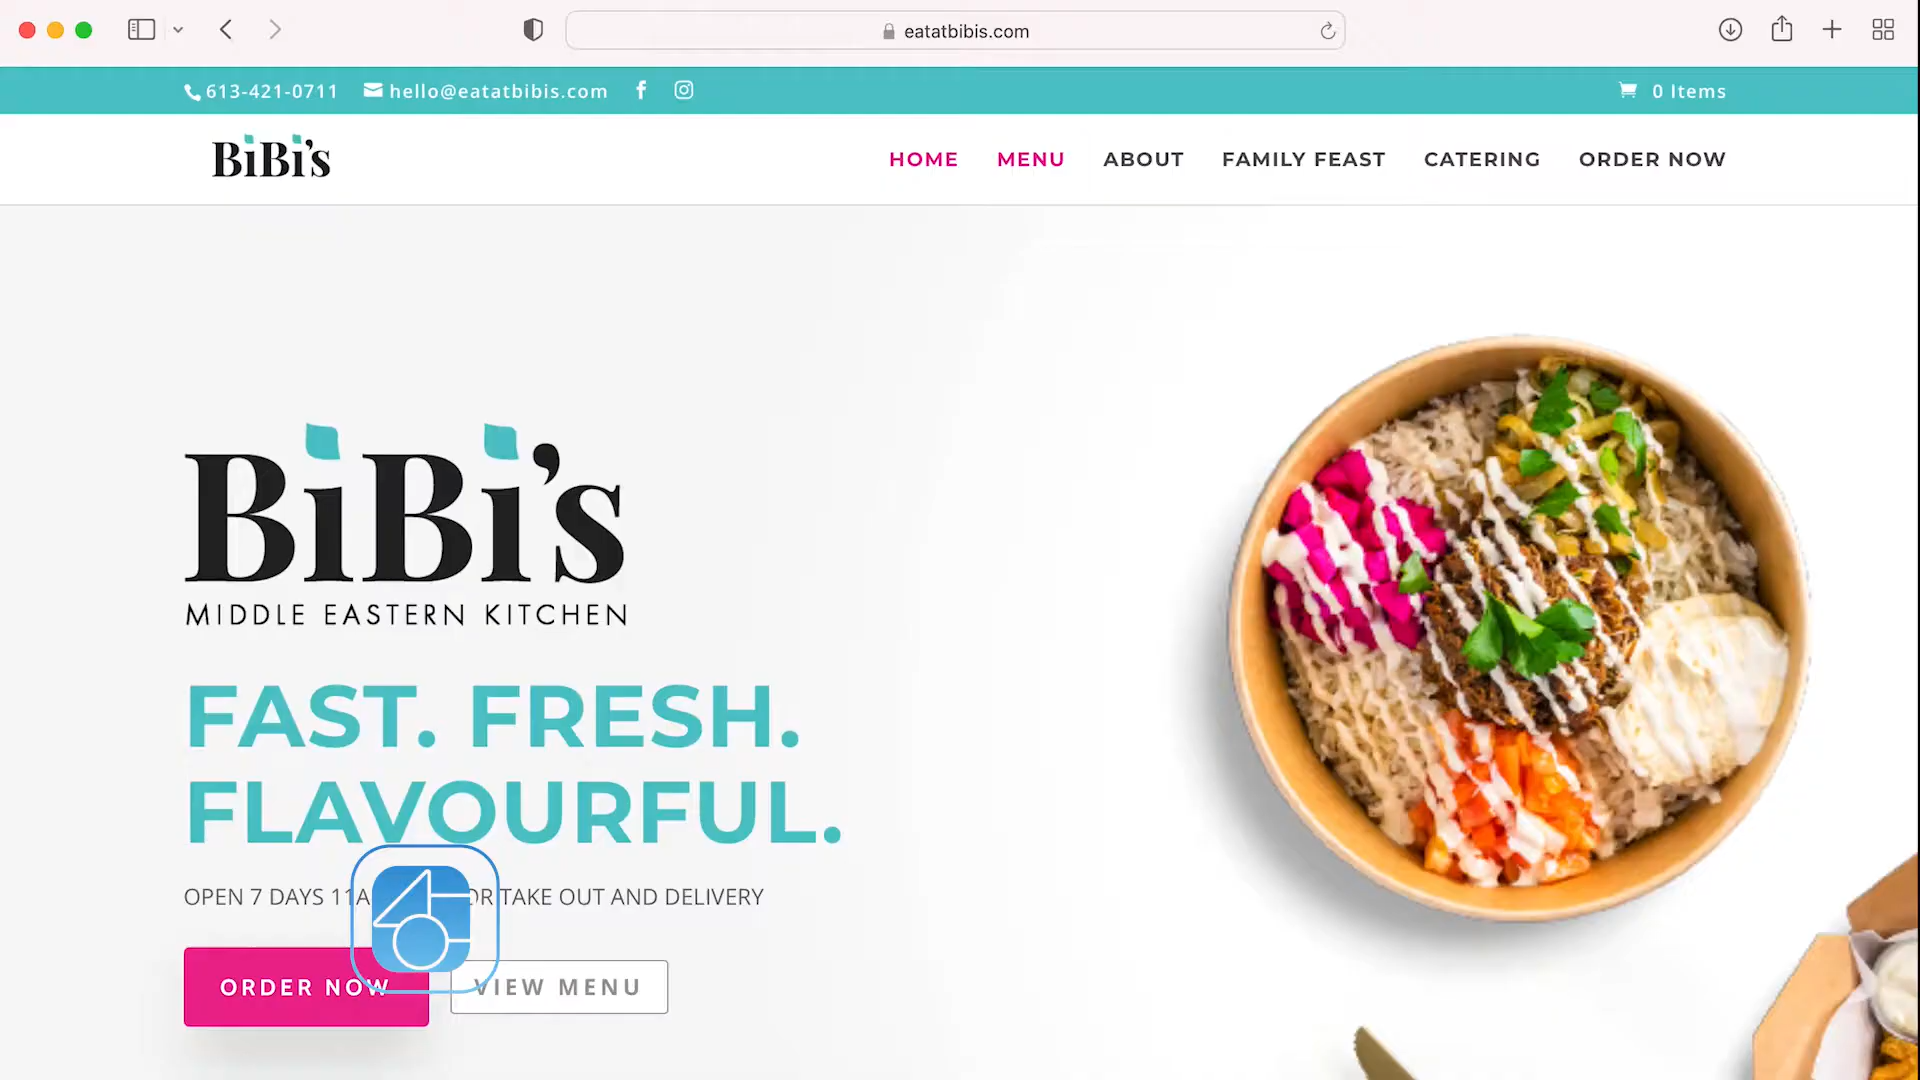 eatatbibis.com
613-421-0711 hello@eatatbibis.com 0 Items
BiBi's HOME MENU ABOUT FAMILY FEAST CATERING ORDER NOW
BiBi's
MIDDLE EASTERN KITCHEN
FAST. FRESH.
FLAVOURFUL.
OPEN 7 DAYS TAKE OUT AND DELIVERY
ORDER NOW VIEW MENU